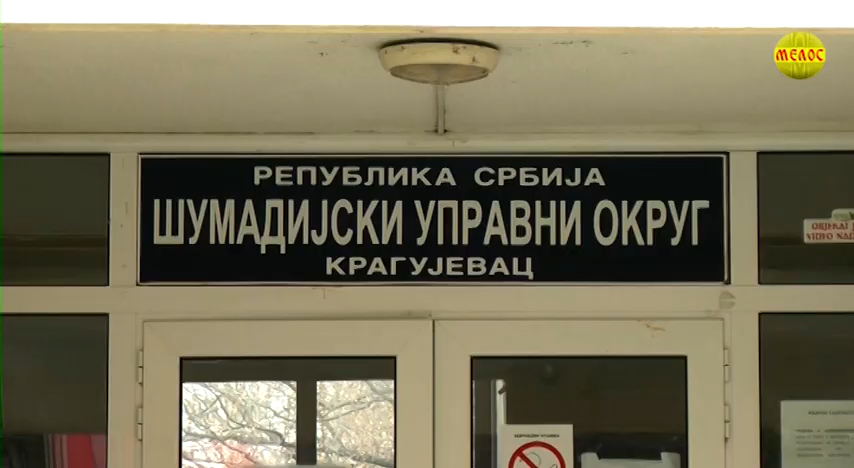 МЕЛОС
РЕПУБЛИКА СРБИЈА
ШУМАДИЈСКИ УПРАВНИ ОКРУГ
КРАГУЈЕВАЦ